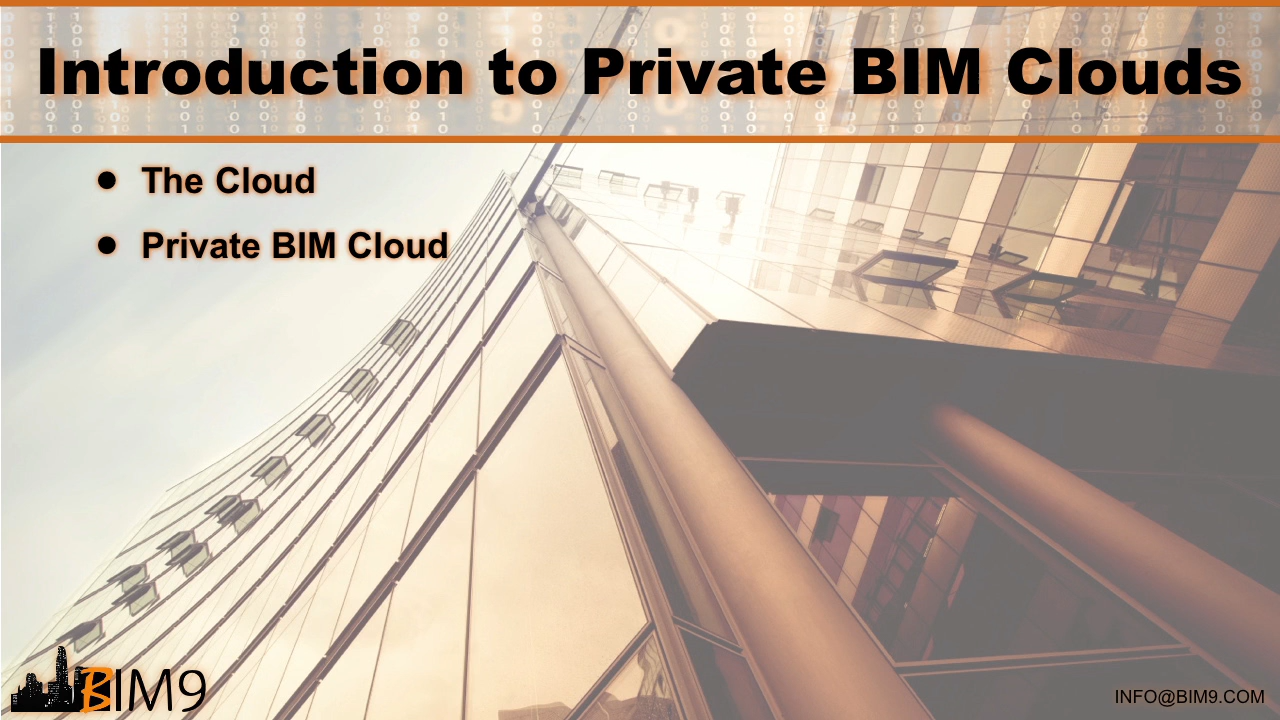 Introduction to Private BIM Clouds
● The Cloud
● Private BIM Cloud
BIM9
INFO@BIM9.COM